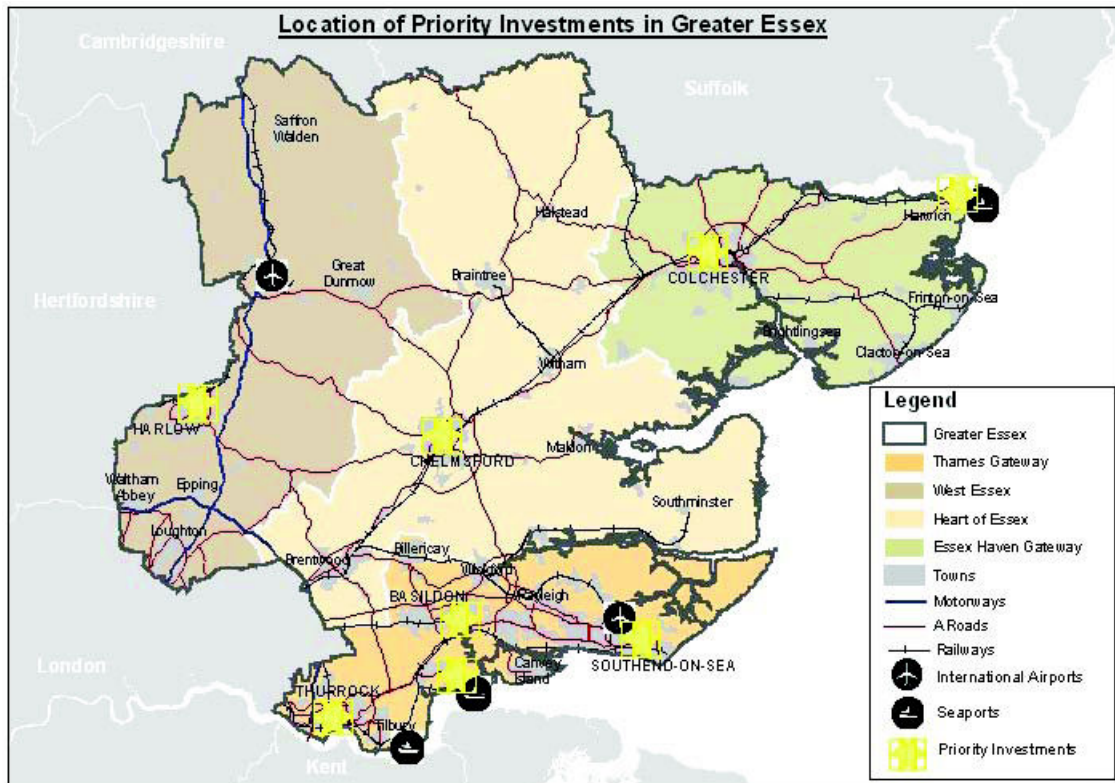 Location of Priority Investments in Greater Essex
Cambridgeshire
Suffolk
Saffron
Walden
Halstead
Harwich
Great
Dunmow
Braintree
COLCHESTER
Hertfordshire
Frinton-on-Sea
Brightlingsea
Clacton-on-Sea
Witham
HARLOW
CHELMSFORD
Maldon
Waltham
Abbey
Epping
Southminster
Loughton
Brentwood
Billericay
Rayleigh
BASILDON
London
Canvey
Island
SOUTHEND-ON-SEA
THURROCK
Tilbury
Kent
Legend
Greater Essex
Thames Gateway
West Essex
Heart of Essex
Essex Haven Gateway
Towns
Motorways
A Roads
Railways
International Airports
Seaports
Priority Investments